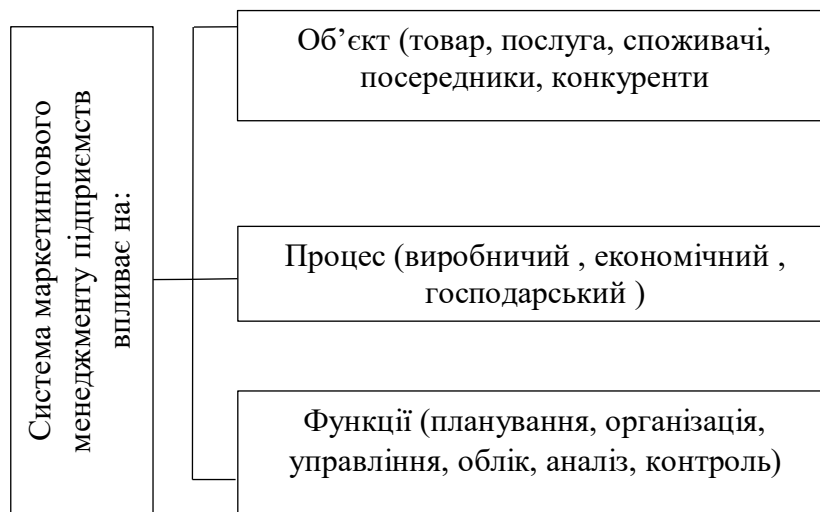 Система маркетингового
менеджменту підприємств
впливає на:
Об’єкт (товар, послуга, споживачі,
посередники, конкуренти
Процес (виробничий , економічний ,
господарський )
Функції (планування, організація,
управління, облік, аналіз, контроль)